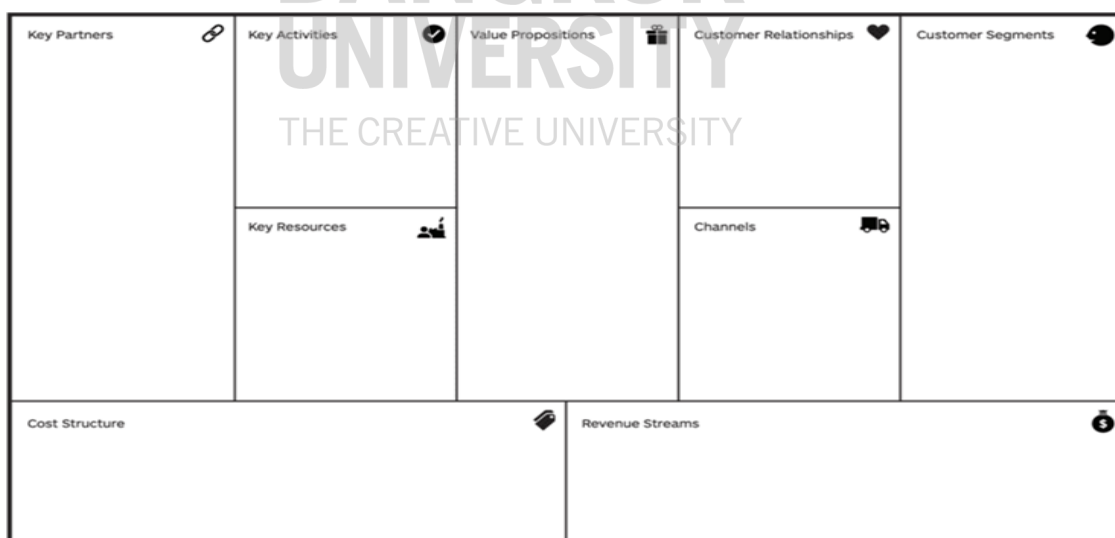 BANGKOK
UNIVERSITY
THE CREATIVE UNIVERSITY
Key Partners
Key Activities
Value Propositions
Customer Relationships
Customer Segments
Key Resources
Channels
Cost Structure
Revenue Streams
$